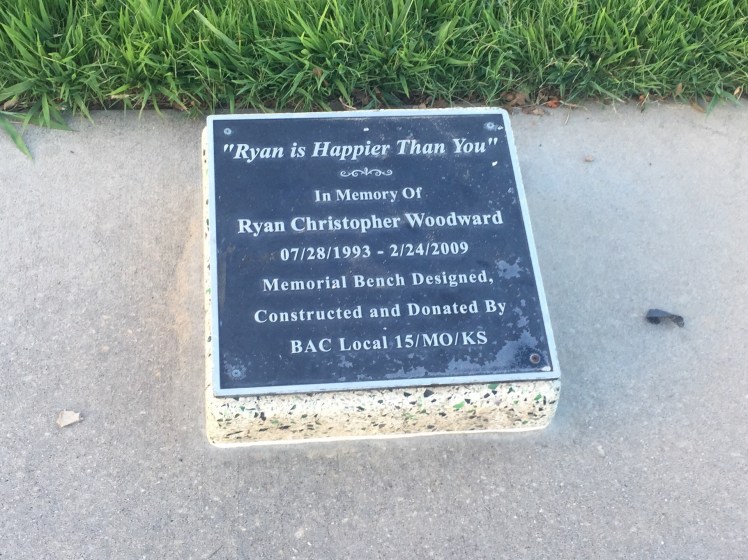 "Ryan is Happier Than You"
In Memory Of
Ryan Christopher Woodward
07/28/1993 - 2/24/2009
Memorial Bench Designed,
Constructed and Donated By
BAC Local 15/MO/KS